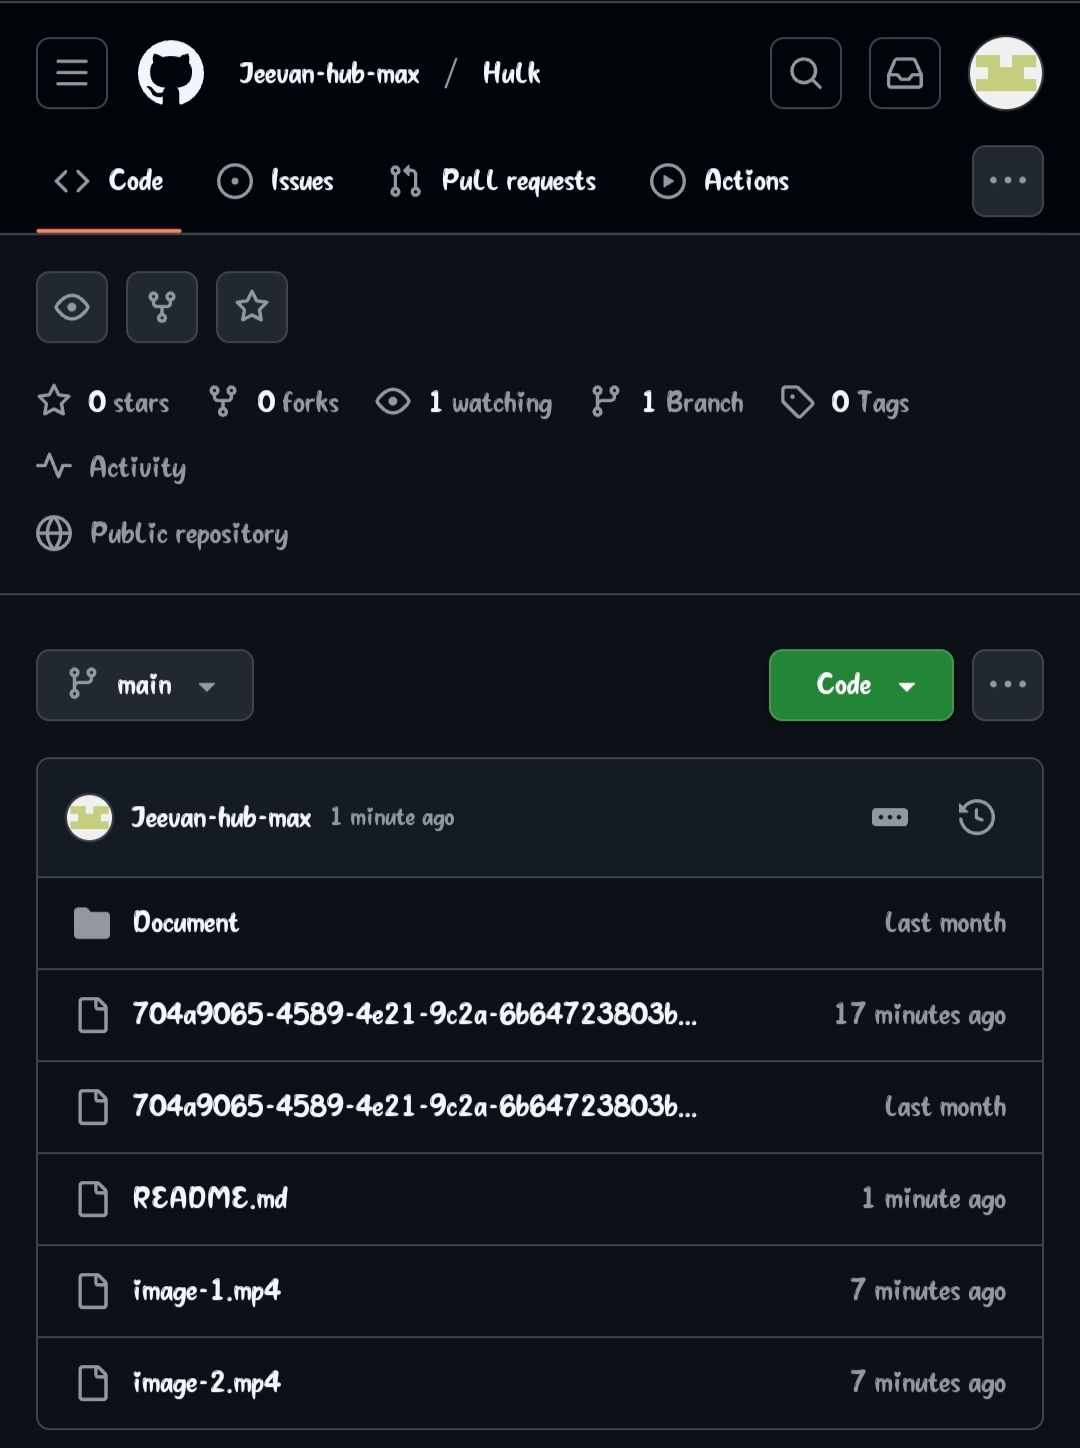 Jeevan-hub-max / Hulk
Code Issues Pull requests Actions
0 stars 0 forks 1 watching 1 Branch 0 Tags
Activity
Public repository
main Code
Jeevan-hub-max 1 minute ago
Document Last month
704a9065-4589-4e21-9c2a-6b64723803b... 17 minutes ago
704a9065-4589-4e21-9c2a-6b64723803b... Last month
README.md 1 minute ago
image-1.mp4 7 minutes ago
image-2.mp4 7 minutes ago